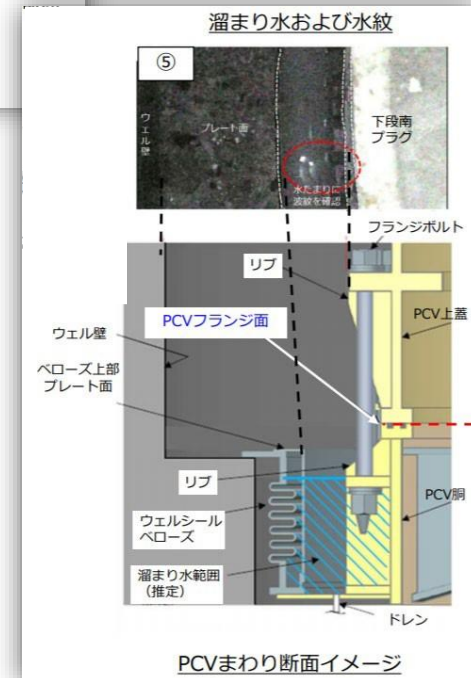 溜まり水および水紋
⑤
ウェル壁
プレート面
下段南
プラグ
水たまりに
波紋を確認
フランジボルト
リブ
PCVフランジ面
PCV上蓋
ウェル壁
ベローズ上部
プレート面
リブ
ウェルシール
ベローズ
PCV胴
溜まり水範囲
（推定）
ドレン
PCVまわり断面イメージ